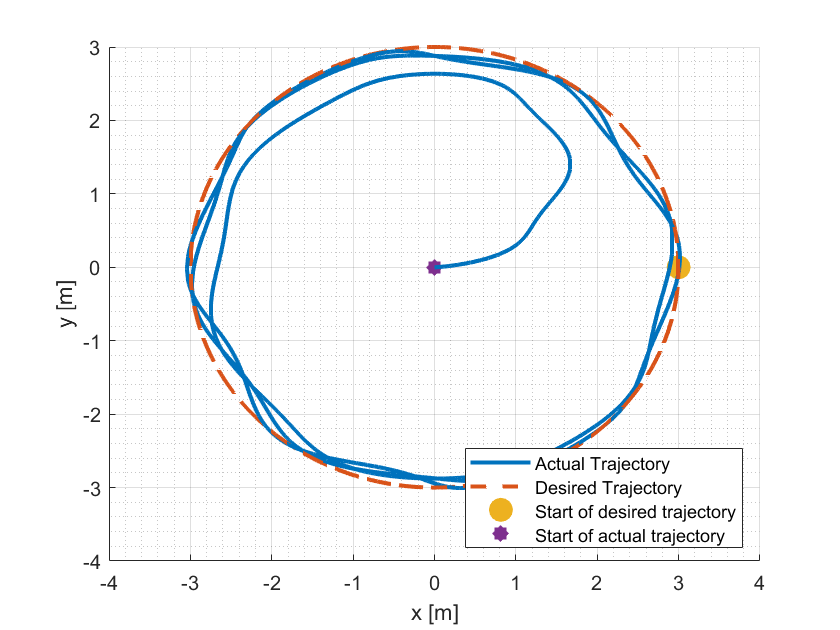 3
2
1
0
-1
-2
-3
-4
y [m]
Actual Trajectory
Desired Trajectory
Start of desired trajectory
Start of actual trajectory
-4 -3 -2 -1 0 1 2 3 4
x [m]